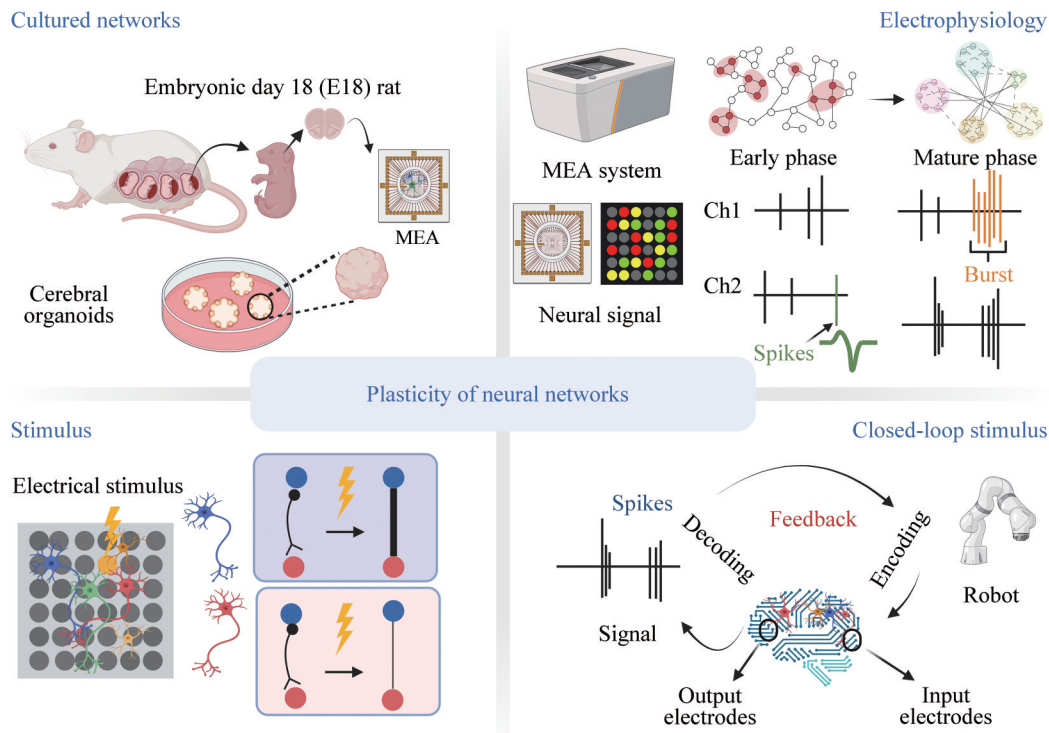 Cultured networks
Embryonic day 18 (E18) rat
MEA
Cerebral
organoids
Electrophysiology
MEA system
Early phase
Mature phase
Neural signal
Ch1
Ch2
Burst
Spikes
Plasticity of neural networks
Stimulus
Electrical stimulus
Closed-loop stimulus
Spikes
Decoding
Feedback
Encoding
Robot
Signal
Output
electrodes
Input
electrodes